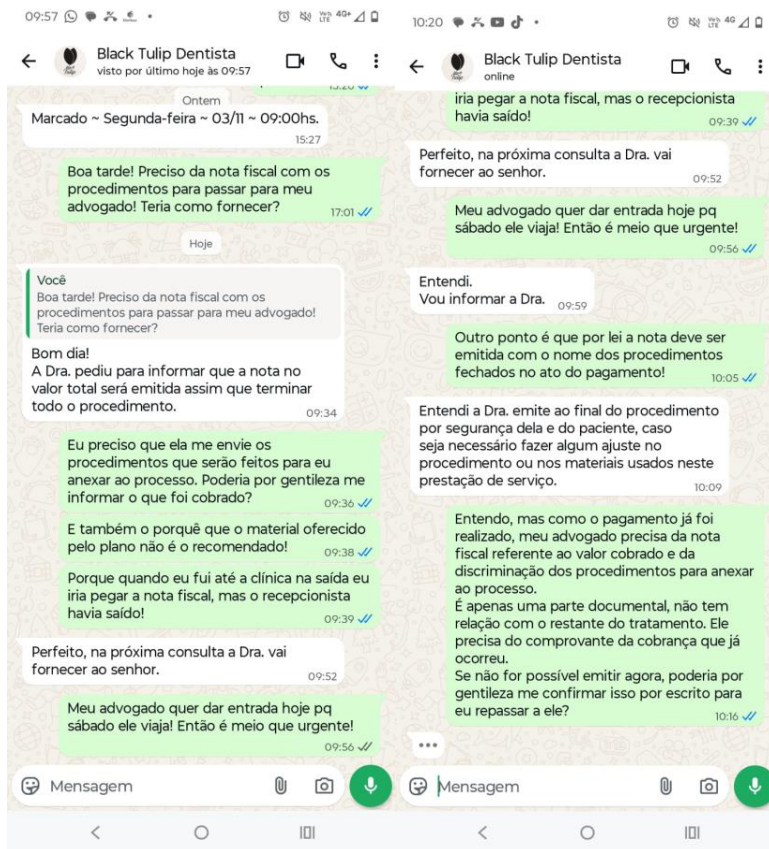 09:57
4G+
Black Tulip Dentista
visto por último hoje às 09:57
Ontem
Marcado ~ Segunda-feira ~ 03/11 ~ 09:00hs.
15:27
Boa tarde! Preciso da nota fiscal com os
procedimentos para passar para meu
advogado! Teria como fornecer?
17:01
Hoje
Você
Boa tarde! Preciso da nota fiscal com os
procedimentos para passar para meu advogado!
Teria como fornecer?
Bom dia!
A Dra. pediu para informar que a nota no
valor total será emitida assim que terminar
todo o procedimento.
09:34
Eu preciso que ela me envie os
procedimentos que serão feitos para eu
anexar ao processo. Poderia por gentileza me
informar o que foi cobrado?
09:36
E também o porquê que o material oferecido
pelo plano não é o recomendado!
09:38
Porque quando eu fui até a clínica na saída eu
iria pegar a nota fiscal, mas o recepcionista
havia saído!
09:39
Perfeito, na próxima consulta a Dra. vai
fornecer ao senhor.
09:52
Meu advogado quer dar entrada hoje pq
sábado ele viaja! Então é meio que urgente!
09:56
Mensagem
10:20
4G
Black Tulip Dentista
online
iria pegar a nota fiscal, mas o recepcionista
havia saído!
09:39
Perfeito, na próxima consulta a Dra. vai
fornecer ao senhor.
09:52
Meu advogado quer dar entrada hoje pq
sábado ele viaja! Então é meio que urgente!
09:56
Entendi.
Vou informar a Dra.
09:59
Outro ponto é que por lei a nota deve ser
emitida com o nome dos procedimentos
fechados no ato do pagamento!
10:05
Entendi a Dra. emite ao final do procedimento
por segurança dela e do paciente, caso
seja necessário fazer algum ajuste no
procedimento ou nos materiais usados neste
prestação de serviço.
10:09
Entendo, mas como o pagamento já foi
realizado, meu advogado precisa da nota
fiscal referente ao valor cobrado e da
discriminação dos procedimentos para anexar
ao processo.
É apenas uma parte documental, não tem
relação com o restante do tratamento. Ele
precisa do comprovante da cobrança que já
ocorreu.
Se não for possível emitir agora, poderia por
gentileza me confirmar isso por escrito para
eu repassar a ele?
10:16
Mensagem